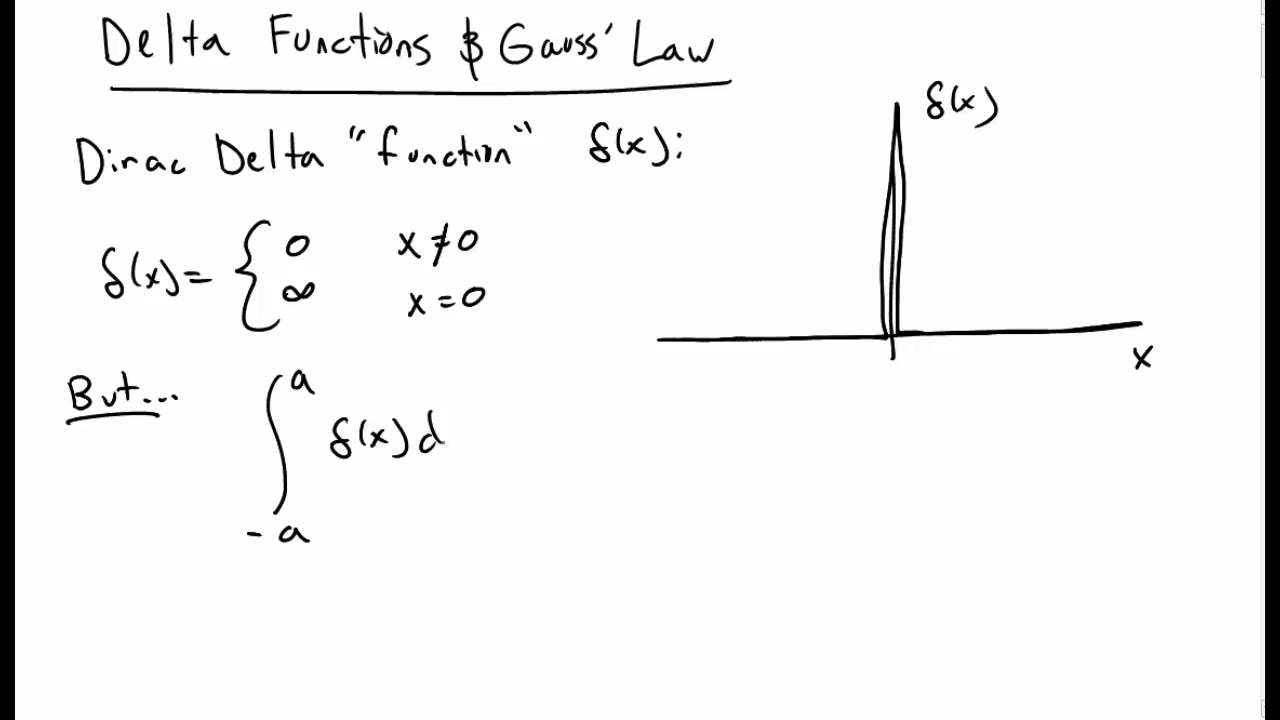 Delta Functions & Gauss' Law
Dirac Delta "function" δ(x):
δ(x) = { 0 x ≠ 0
∞ x = 0
But... ∫_{-a}^{a} δ(x) d
δ(x)
x